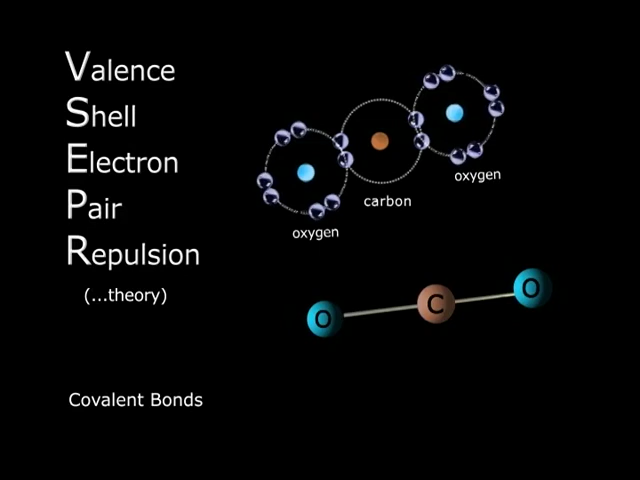 Valence
Shell
Electron
Pair
Repulsion
(...theory)
oxygen
carbon
oxygen
O
C
O
Covalent Bonds